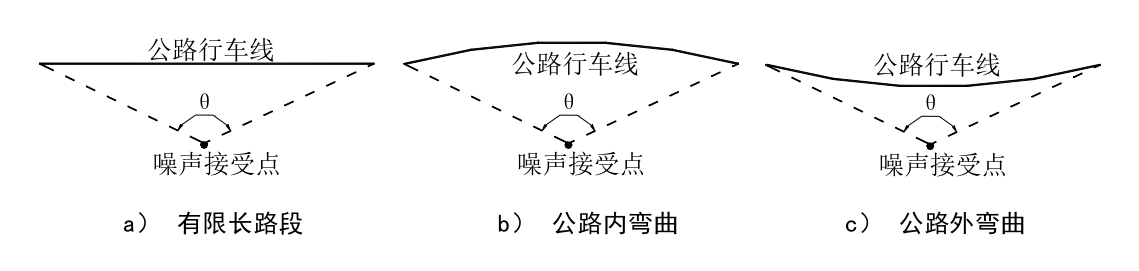 公路行车线
θ
噪声接受点
a） 有限长路段
公路行车线
θ
噪声接受点
b） 公路内弯曲
公路行车线
θ
噪声接受点
c） 公路外弯曲